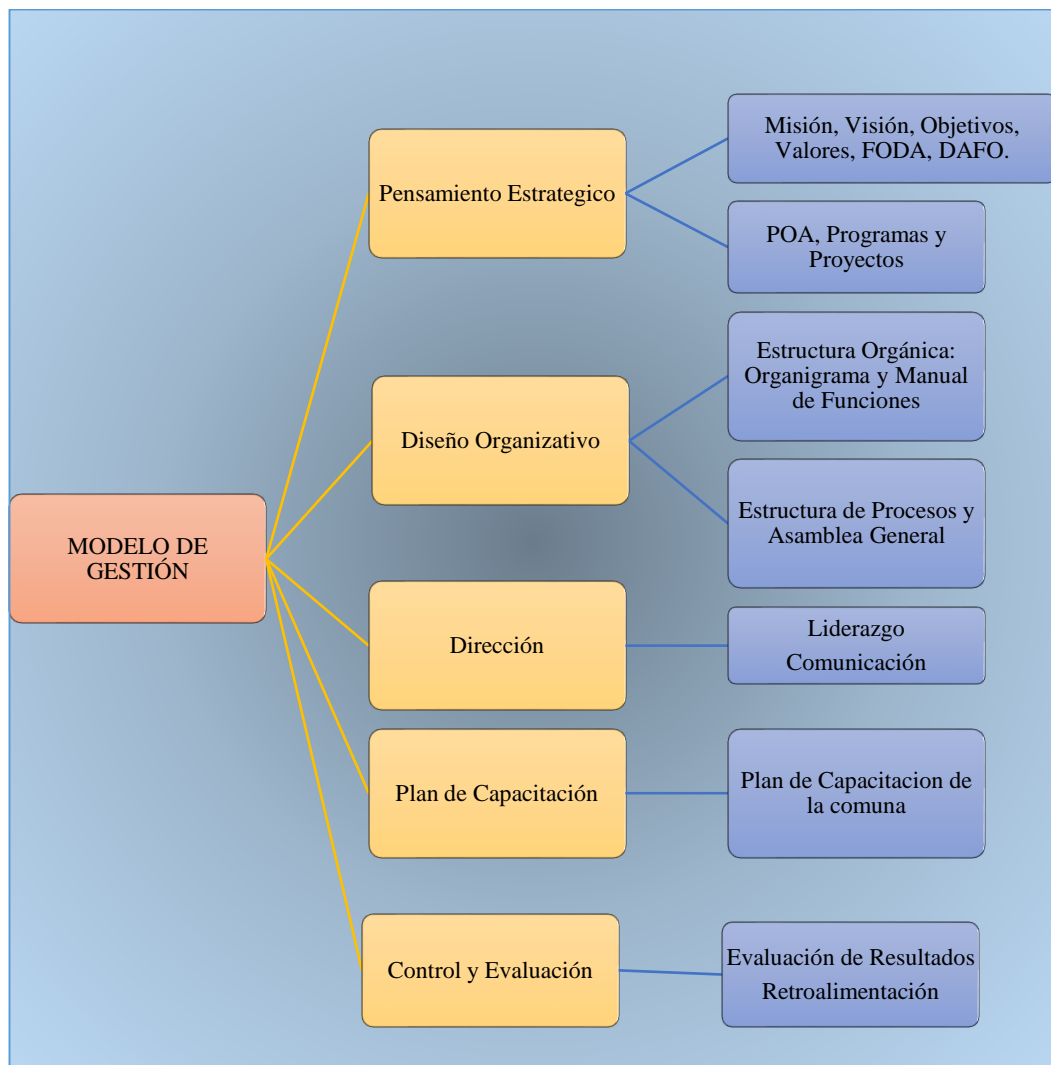 MODELO DE
GESTIÓN
Pensamiento Estrategico
Misión, Visión, Objetivos,
Valores, FODA, DAFO.
POA, Programas y
Proyectos
Diseño Organizativo
Estructura Orgánica:
Organigrama y Manual
de Funciones
Estructura de Procesos y
Asamblea General
Dirección
Liderazgo
Comunicación
Plan de Capacitación
Plan de Capacitacion de
la comuna
Control y Evaluación
Evaluación de Resultados
Retroalimentación